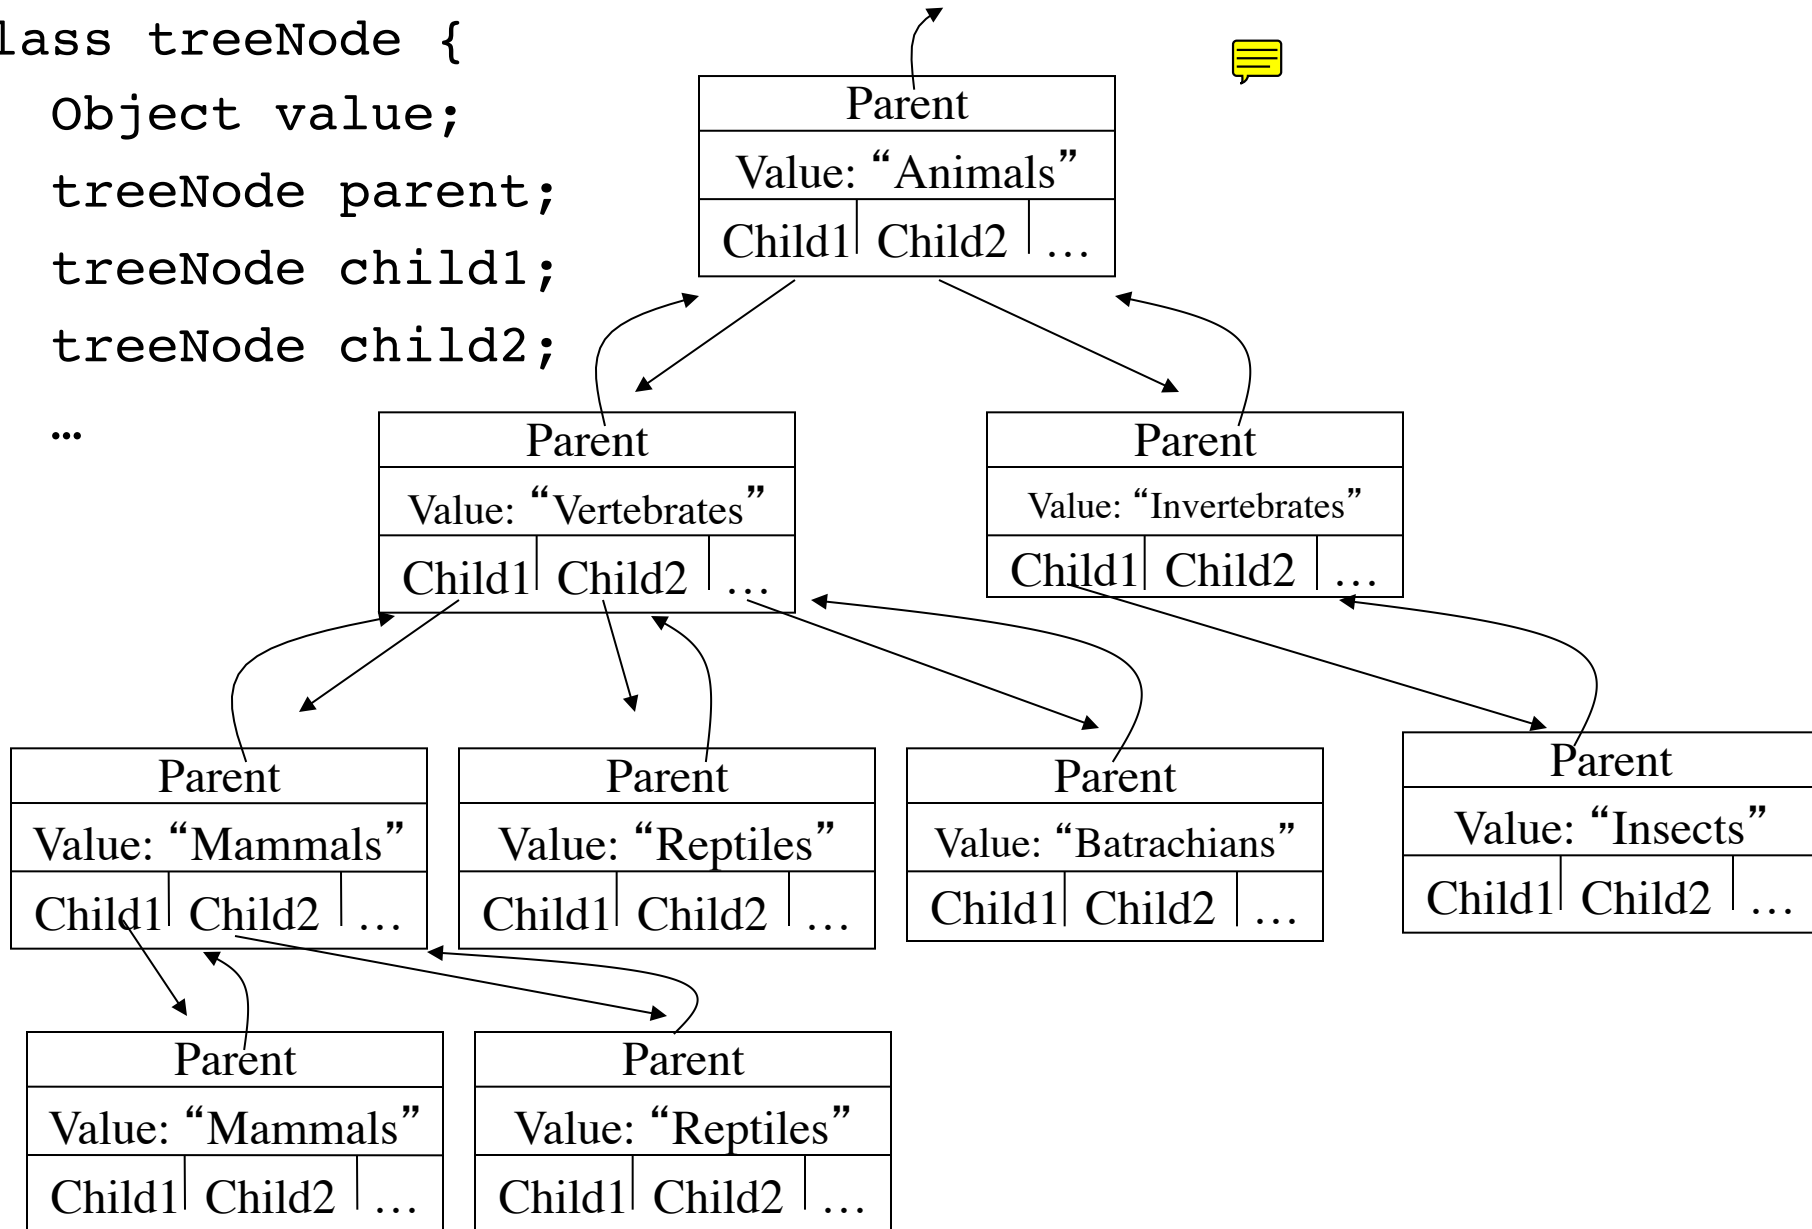 lass treeNode {
Object value;
treeNode parent;
treeNode child1;
treeNode child2;
…
Parent
Value: “Animals”
Child1 Child2 …
Parent
Value: “Vertebrates”
Child1 Child2 …
Parent
Value: “Invertebrates”
Child1 Child2 …
Parent
Value: “Mammals”
Child1 Child2 …
Parent
Value: “Reptiles”
Child1 Child2 …
Parent
Value: “Batrachians”
Child1 Child2 …
Parent
Value: “Insects”
Child1 Child2 …
Parent
Value: “Mammals”
Child1 Child2 …
Parent
Value: “Reptiles”
Child1 Child2 …